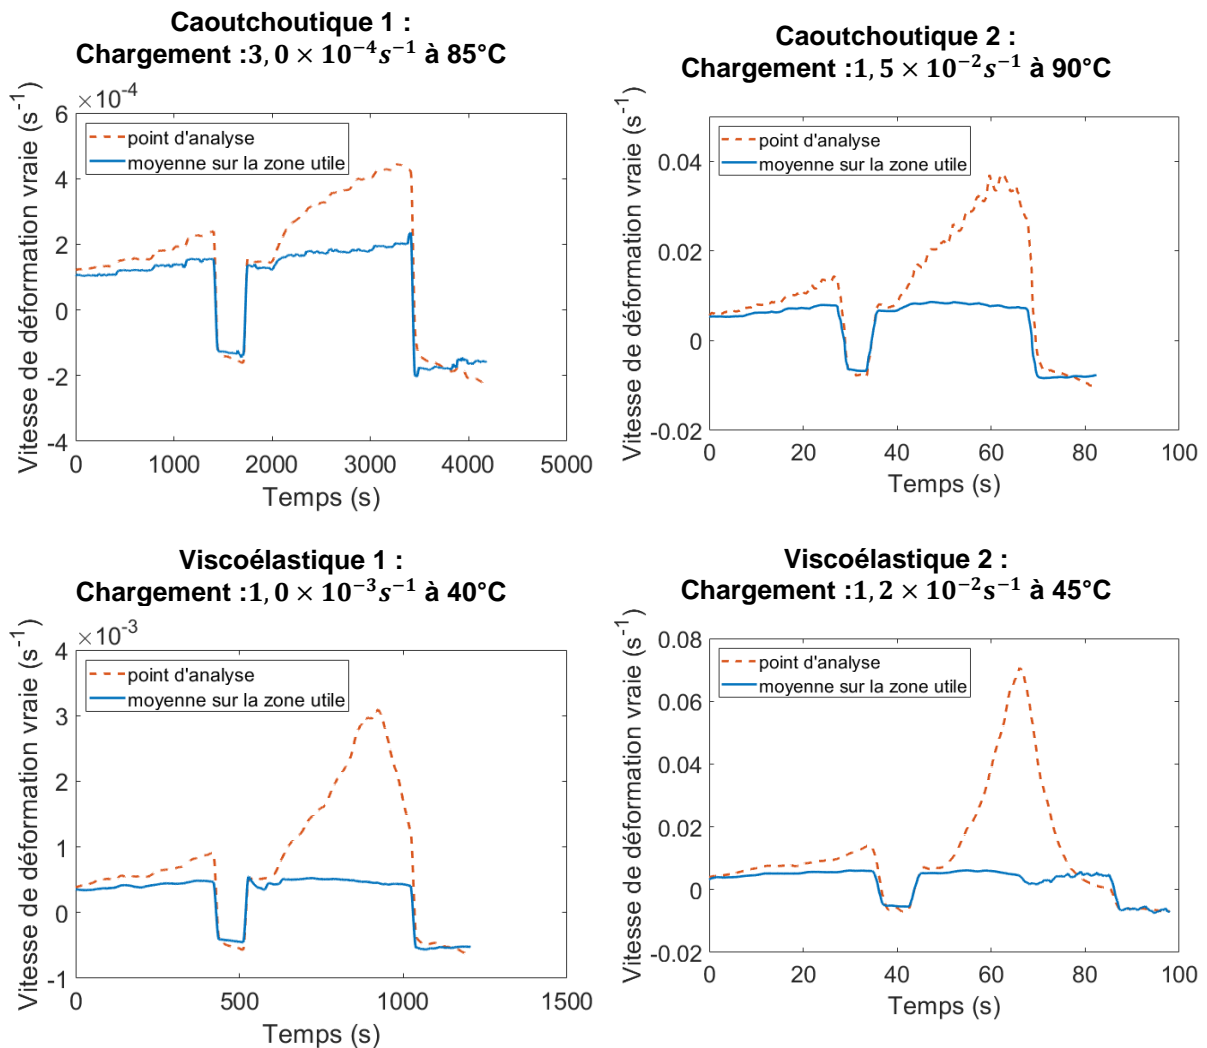 Caoutchoutique 1 :
Chargement :3,0 × 10⁻⁴s⁻¹ à 85°C
×10⁻⁴
Vitesse de déformation vraie (s⁻¹)
6
4
2
0
-2
-4
point d'analyse
moyenne sur la zone utile
0 1000 2000 3000 4000 5000
Temps (s)
Caoutchoutique 2 :
Chargement :1,5 × 10⁻²s⁻¹ à 90°C
Vitesse de déformation vraie (s⁻¹)
0.04
0.02
0
-0.02
point d'analyse
moyenne sur la zone utile
0 20 40 60 80 100
Temps (s)
Viscoélastique 1 :
Chargement :1,0 × 10⁻³s⁻¹ à 40°C
×10⁻³
Vitesse de déformation vraie (s⁻¹)
4
3
2
1
0
-1
point d'analyse
moyenne sur la zone utile
0 500 1000 1500
Temps (s)
Viscoélastique 2 :
Chargement :1,2 × 10⁻²s⁻¹ à 45°C
Vitesse de déformation vraie (s⁻¹)
0.08
0.06
0.04
0.02
0
-0.02
point d'analyse
moyenne sur la zone utile
0 20 40 60 80 100
Temps (s)